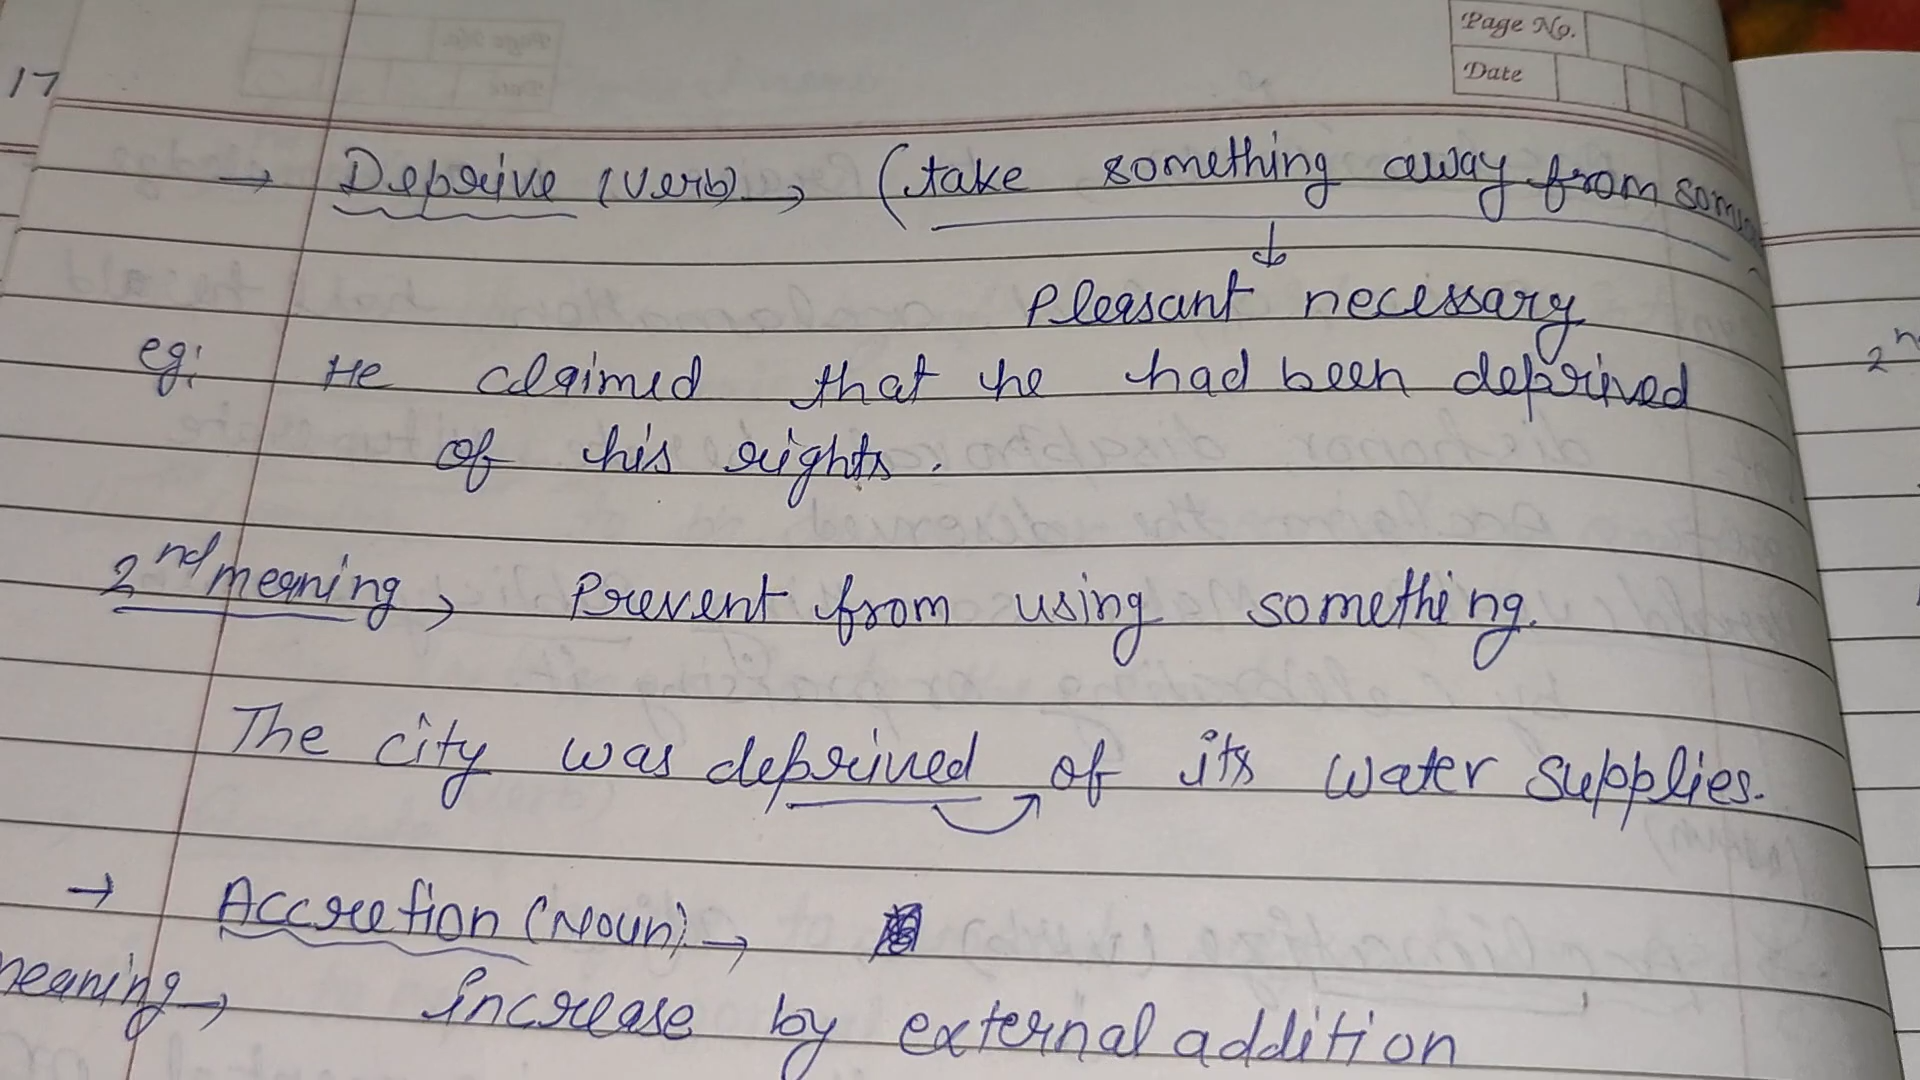 Page No.
Date
17
→ Deprive (verb) → (take something away from
Pleasant necessary
eg: He claimed that he had been deprived
of his rights.
2nd meaning → Prevent from using something.
The city was deprived of its water supplies.
→ Accretion (Noun) →
meaning → increase by external addition